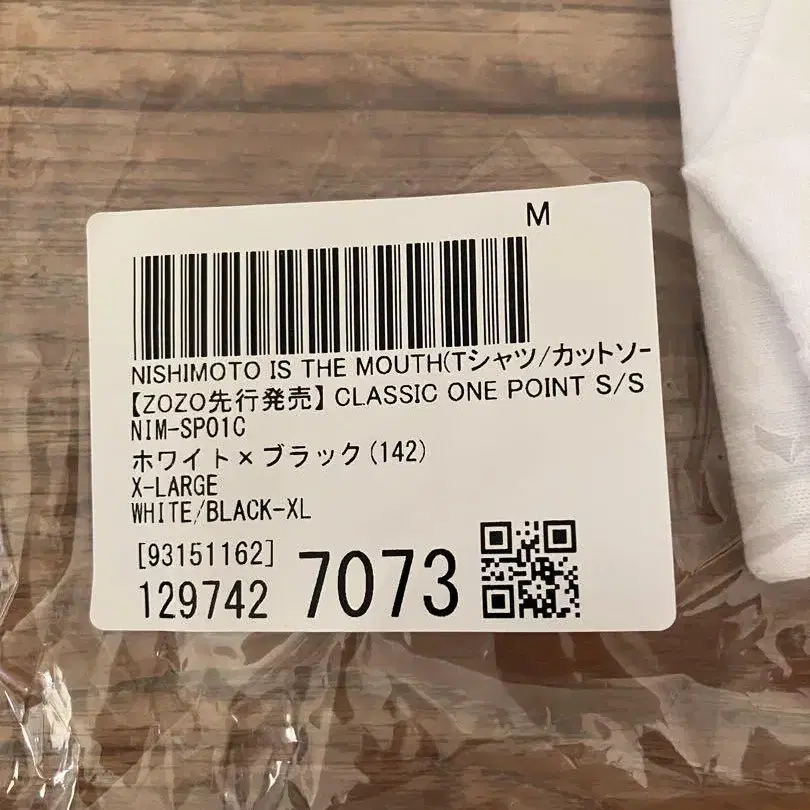 M
NISHIMOTO IS THE MOUTH(Tシャツ/カットソー
【ZOZO先行発売】CLASSIC ONE POINT S/S
NIM-SP01C
ホワイト×ブラック(142)
X-LARGE
WHITE/BLACK-XL
[93151162]
129742 7073